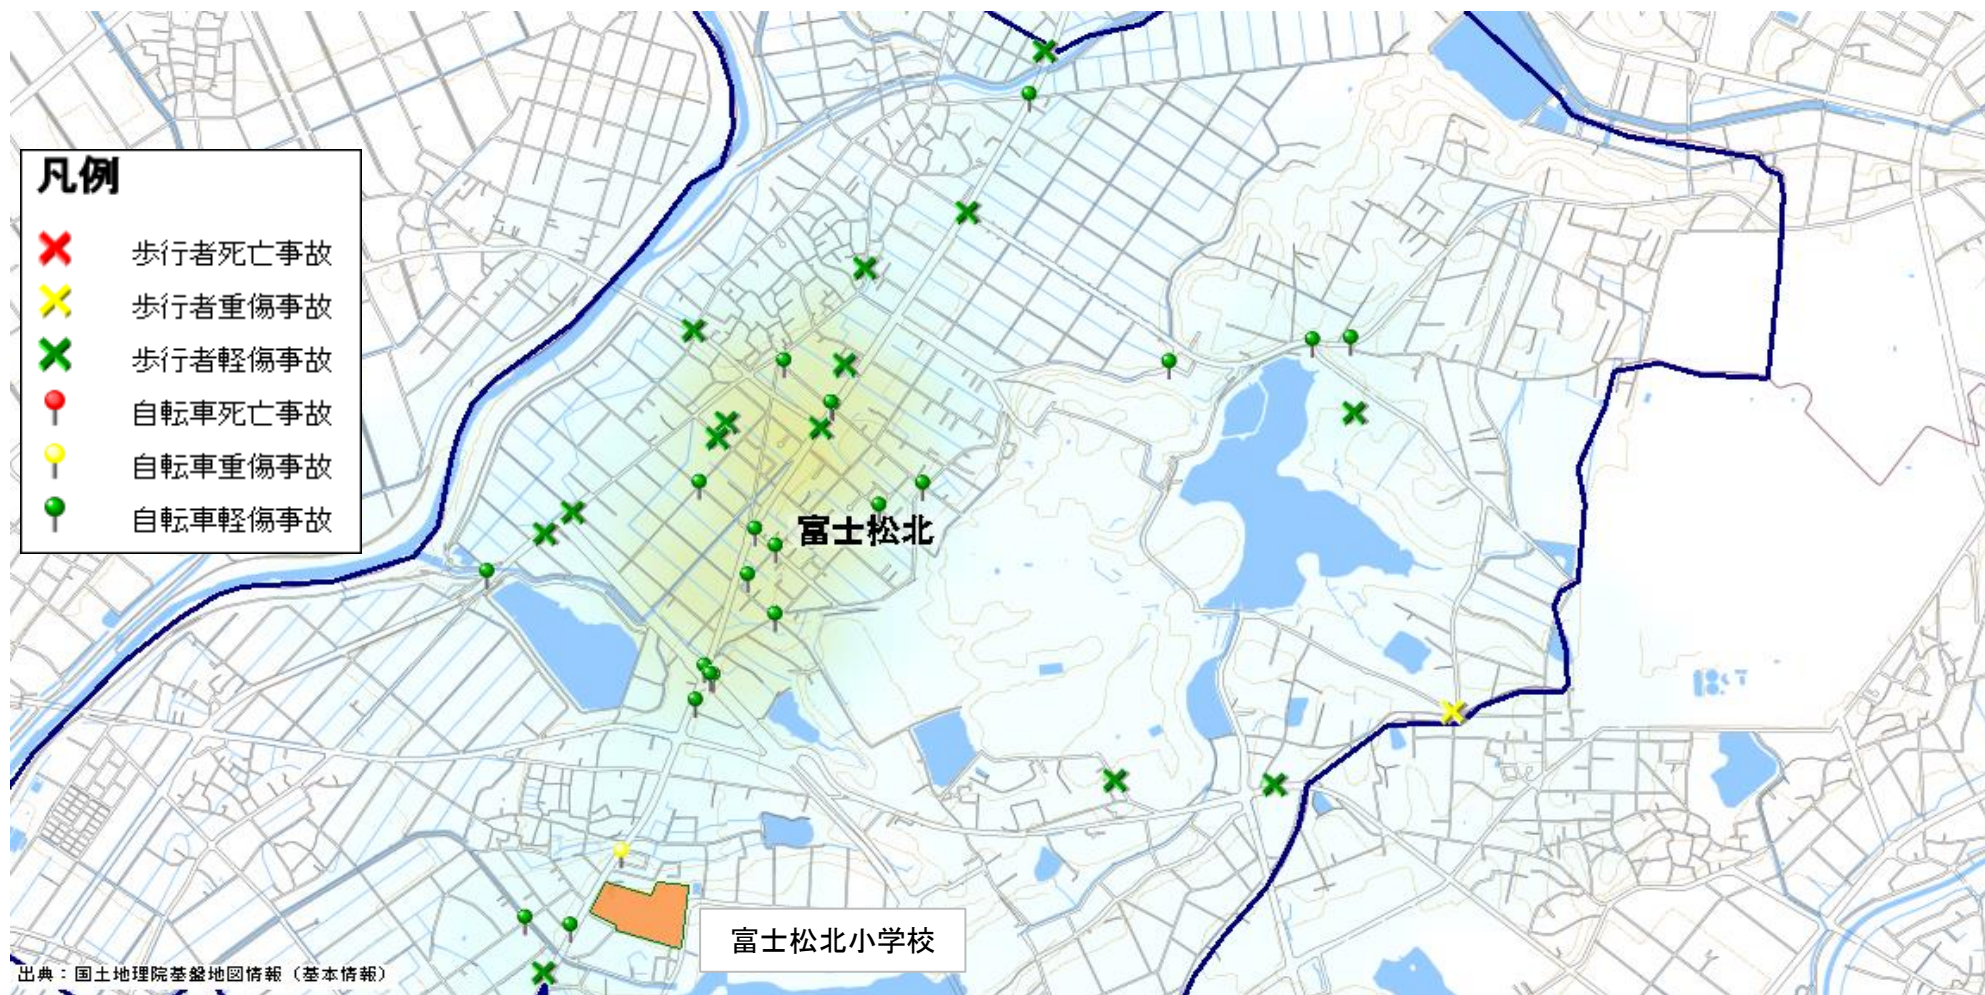 凡例
歩行者死亡事故
歩行者重傷事故
歩行者軽傷事故
自転車死亡事故
自転車重傷事故
自転車軽傷事故
富士松北
富士松北小学校
出典：国土地理院基盤地図情報（基本情報）